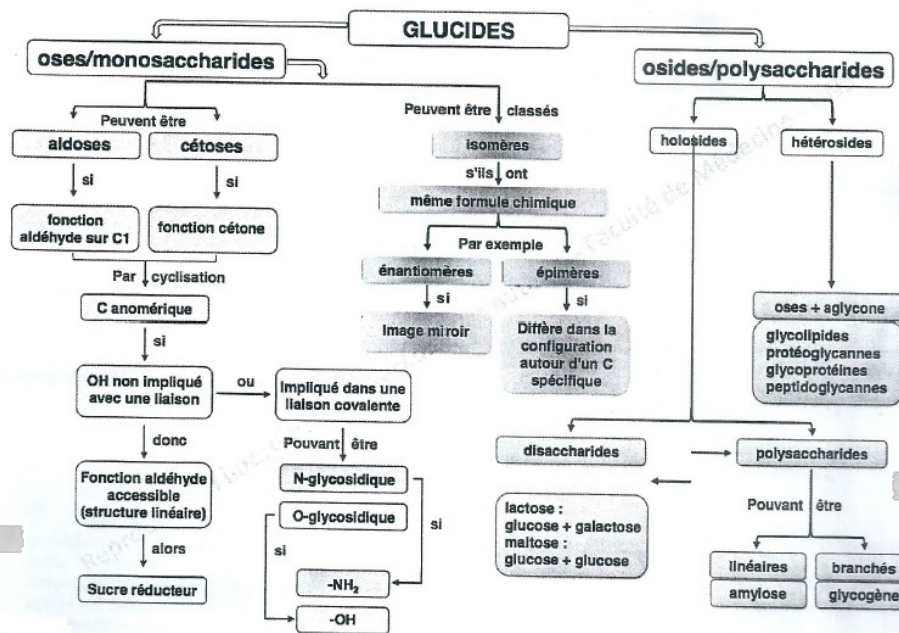 GLUCIDES
oses/monosaccharides
osides/polysaccharides
Peuvent être
aldoses
cétoses
si
si
fonction
aldéhyde sur C1
fonction cétone
Par cyclisation
C anomérique
si
OH non impliqué
avec une liaison
ou
Impliqué dans une
liaison covalente
donc
Fonction aldéhyde
accessible
(structure linéaire)
alors
Sucre réducteur
Pouvant être
N-glycosidique
O-glycosidique
si
si
-NH₂
-OH
Peuvent être classés
isomères
s'ils ont
même formule chimique
Par exemple
énantiomères
épimères
si
si
Image miroir
Diffère dans la
configuration
autour d'un C
spécifique
holosides
hétérosides
oses + aglycone
glycolipides
protéoglycannes
glycoprotéines
peptidoglycannes
disaccharides
polysaccharides
lactose :
glucose + galactose
maltose :
glucose + glucose
Pouvant être
linéaires
branchés
amylose
glycogène
Faculté de Médecine